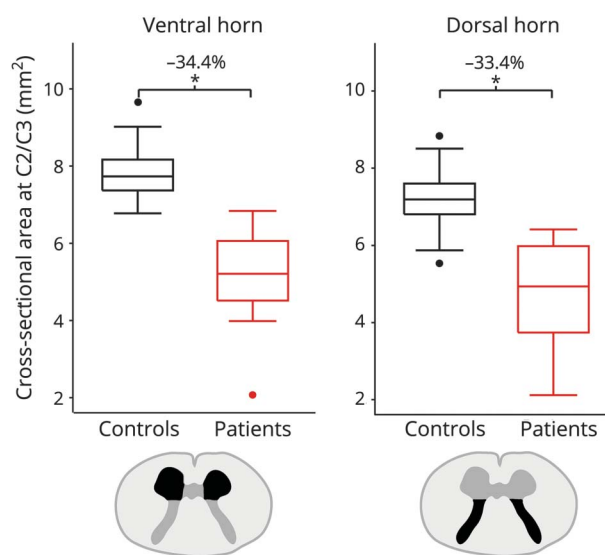 Ventral horn
Dorsal horn
Cross-sectional area at C2/C3 (mm²)
–34.4%
*
10
8
6
4
2
Controls
Patients
–33.4%
*
10
8
6
4
2
Controls
Patients